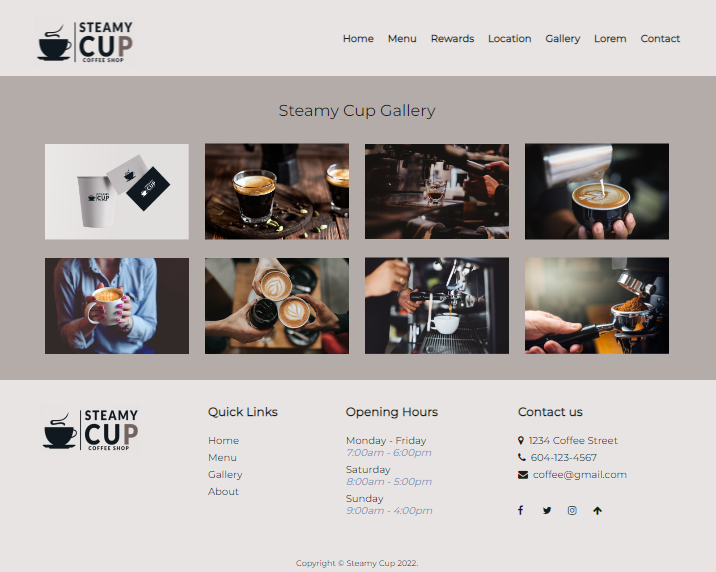 STEAMY
CUP
COFFEE SHOP
Home Menu Rewards Location Gallery Lorem Contact
Steamy Cup Gallery
STEAMY
CUP
CUP
STEAMY
CUP
COFFEE SHOP
Quick Links
Home
Menu
Gallery
About
Opening Hours
Monday - Friday
7:00am - 6:00pm
Saturday
8:00am - 5:00pm
Sunday
9:00am - 4:00pm
Contact us
1234 Coffee Street
604-123-4567
coffee@gmail.com
Copyright © Steamy Cup 2022.